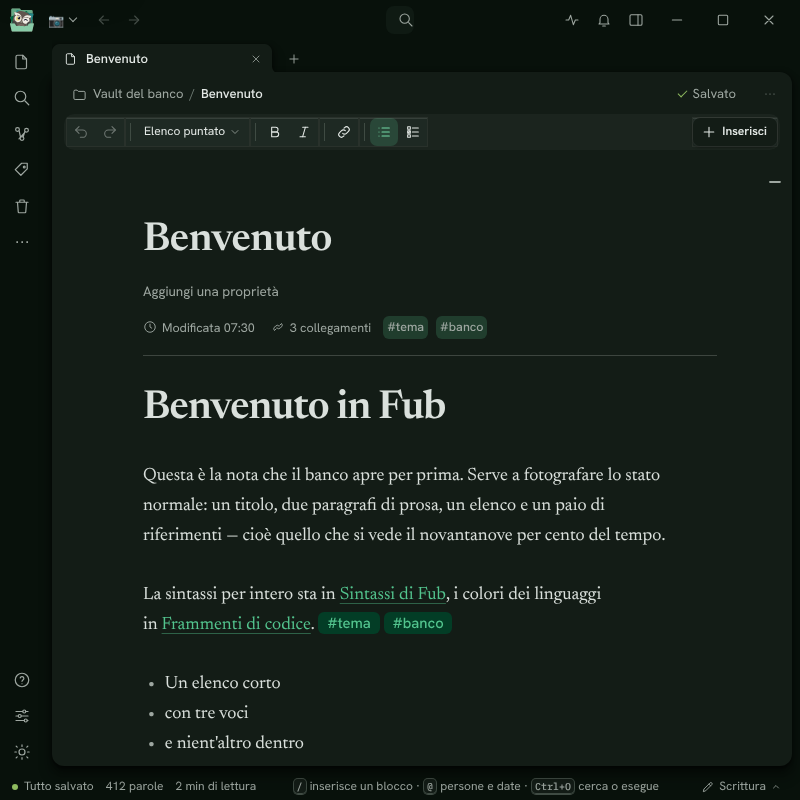 Benvenuto
Vault del banco / Benvenuto
Salvato
Elenco puntato
B I
Inserisci
Benvenuto
Aggiungi una proprietà
Modificata 07:30 3 collegamenti #tema #banco
Benvenuto in Fub
Questa è la nota che il banco apre per prima. Serve a fotografare lo stato
normale: un titolo, due paragrafi di prosa, un elenco e un paio di
riferimenti — cioè quello che si vede il novantanove per cento del tempo.
La sintassi per intero sta in Sintassi di Fub, i colori dei linguaggi
in Frammenti di codice. #tema #banco
• Un elenco corto
• con tre voci
• e nient'altro dentro
Tutto salvato 412 parole 2 min di lettura / inserisce un blocco · @ persone e date · Ctrl+O cerca o esegue Scrittura